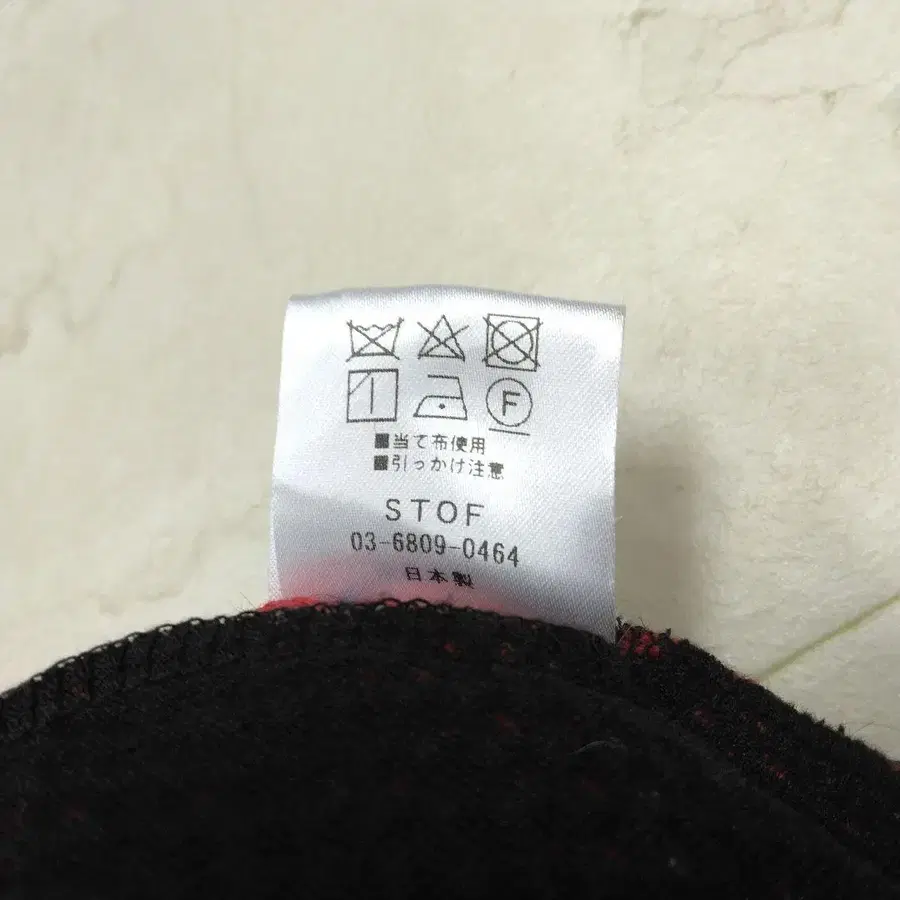 F
■当て布使用
■引っかけ注意
STOF
03-6809-0464
日本製